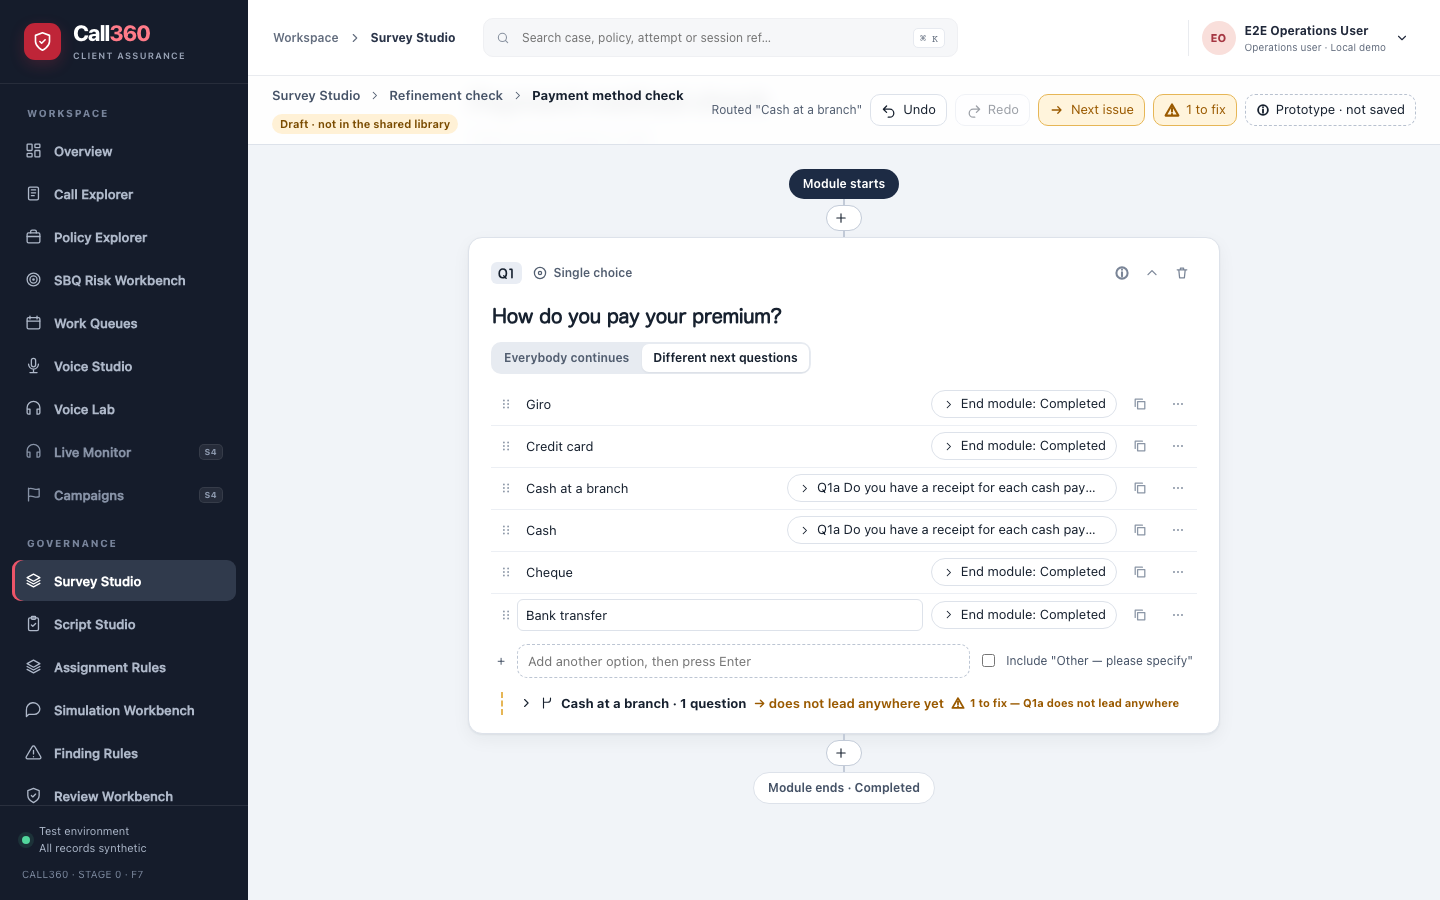 Call360
CLIENT ASSURANCE
WORKSPACE
Overview
Call Explorer
Policy Explorer
SBQ Risk Workbench
Work Queues
Voice Studio
Voice Lab
Live Monitor S4
Campaigns S4
GOVERNANCE
Survey Studio
Script Studio
Assignment Rules
Simulation Workbench
Finding Rules
Review Workbench
Test environment
All records synthetic
CALL360 · STAGE 0 · F7
Workspace > Survey Studio
Search case, policy, attempt or session ref... ⌘ K
EO
E2E Operations User
Operations user · Local demo
Survey Studio > Refinement check > Payment method check
Draft · not in the shared library
Routed "Cash at a branch" Undo Redo → Next issue 1 to fix Prototype · not saved
Module starts
+
Q1 Single choice
How do you pay your premium?
Everybody continues Different next questions
Giro > End module: Completed ...
Credit card > End module: Completed ...
Cash at a branch > Q1a Do you have a receipt for each cash pay... ...
Cash > Q1a Do you have a receipt for each cash pay... ...
Cheque > End module: Completed ...
Bank transfer > End module: Completed ...
+ Add another option, then press Enter Include "Other — please specify"
> Cash at a branch · 1 question → does not lead anywhere yet 1 to fix — Q1a does not lead anywhere
+
Module ends · Completed